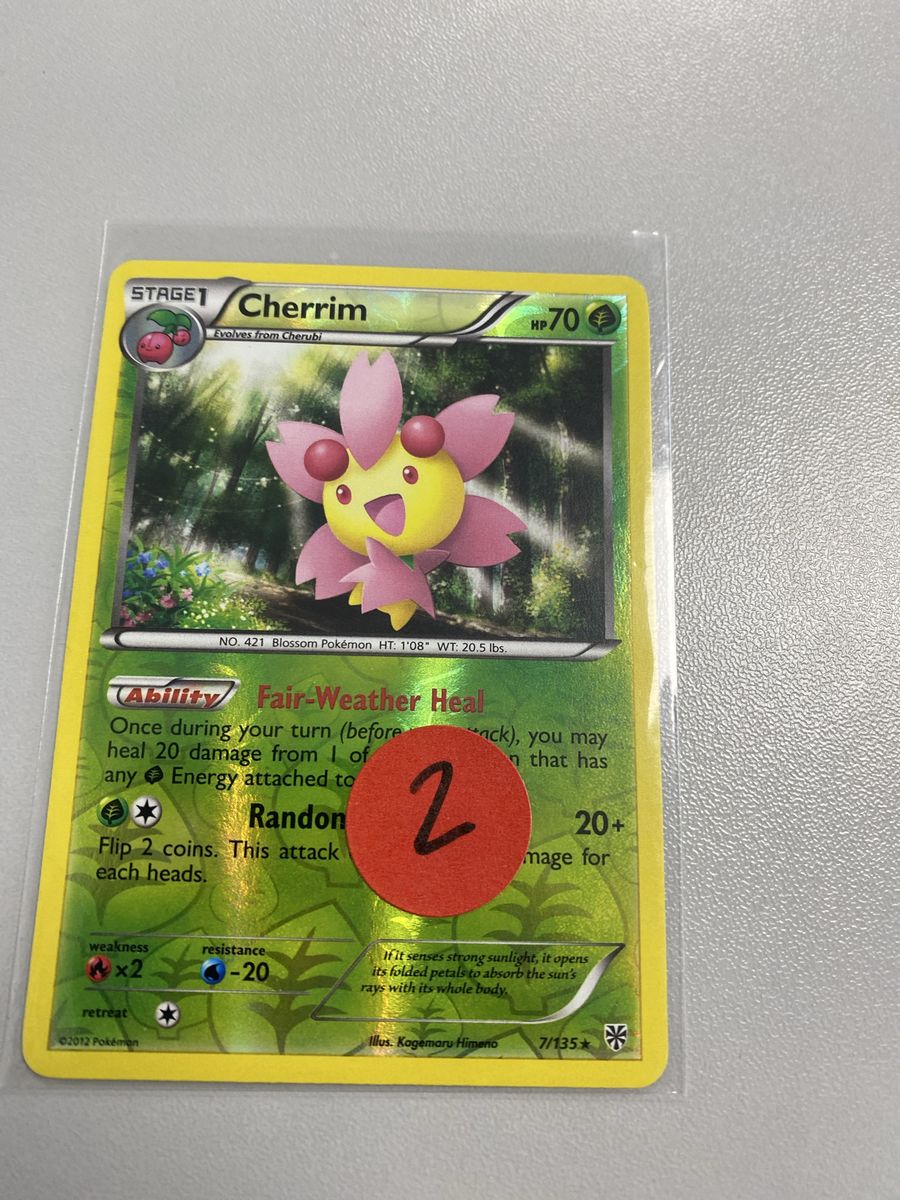 STAGE1 Cherrim HP70
Evolves from Cherubi
NO. 421 Blossom Pokémon HT: 1'08" WT: 20.5 lbs.
Ability Fair-Weather Heal
Once during your turn (before), you may
heal 20 damage from 1 of that has
any Energy attached to
20+
Flip 2 coins. This attack for
each heads.
2
weakness resistance
×2 -20
retreat
If it senses strong sunlight, it opens
its folded petals to absorb the sun's
rays with its whole body.
©2012 Pokémon Illus. Kagemaru Himeno 7/135★